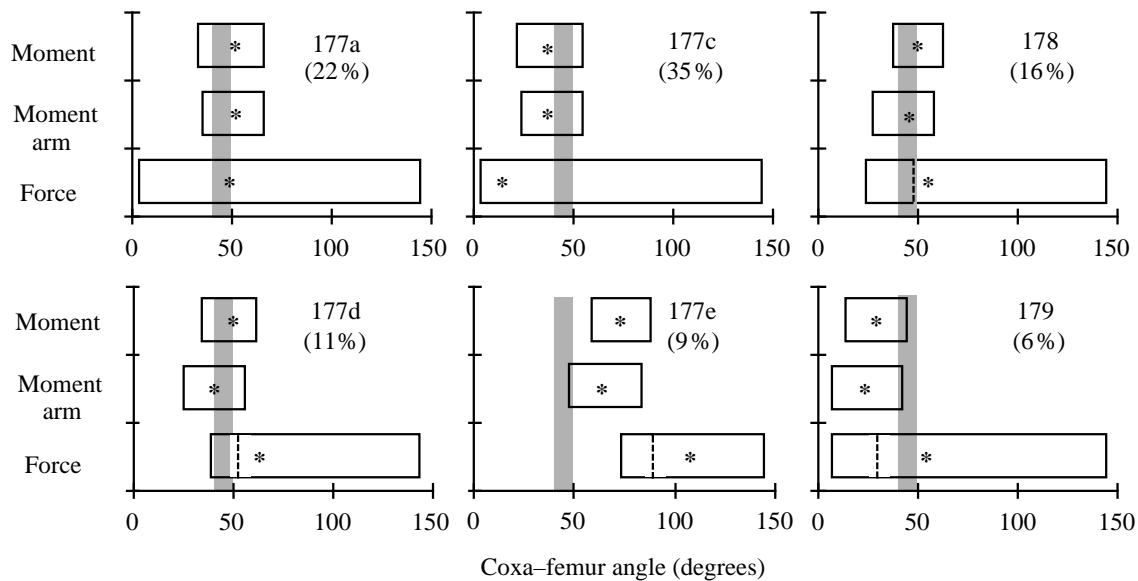 Moment
Moment
arm
Force
177a
(22%)
*
*
*
0 50 100 150
177c
(35%)
*
*
*
0 50 100 150
178
(16%)
*
*
*
0 50 100 150
Moment
Moment
arm
Force
177d
(11%)
*
*
*
0 50 100 150
177e
(9%)
*
*
*
0 50 100 150
179
(6%)
*
*
*
0 50 100 150
Coxa–femur angle (degrees)